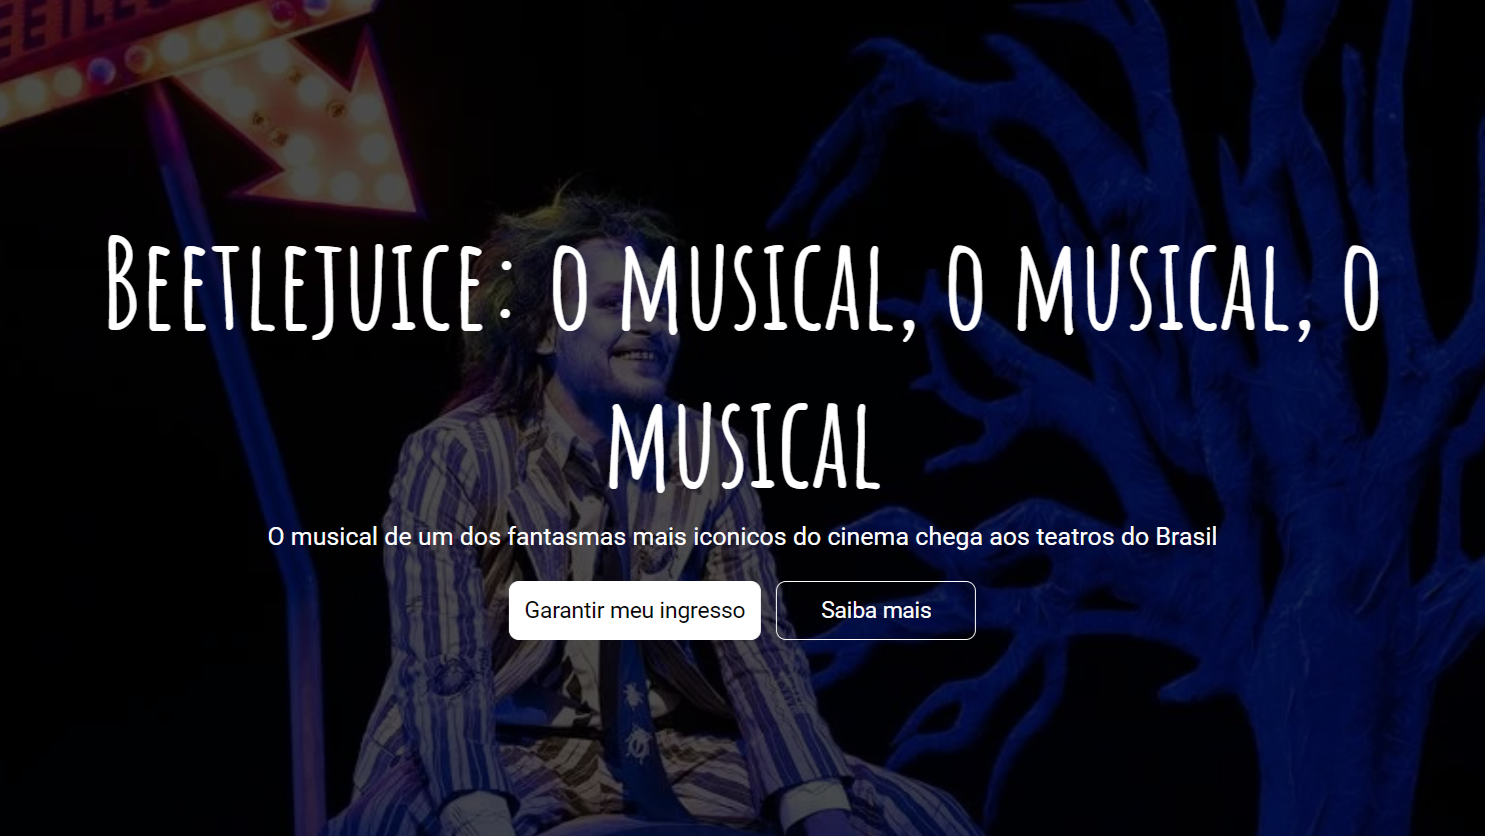 Beetlejuice: o musical, o musical, o
musical
O musical de um dos fantasmas mais iconicos do cinema chega aos teatros do Brasil
Garantir meu ingresso
Saiba mais